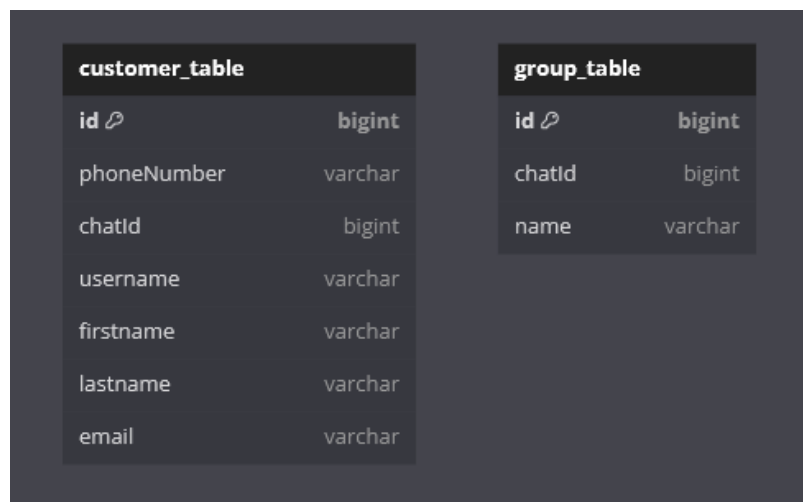 customer_table
id bigint
phoneNumber varchar
chatId bigint
username varchar
firstname varchar
lastname varchar
email varchar
group_table
id bigint
chatId bigint
name varchar